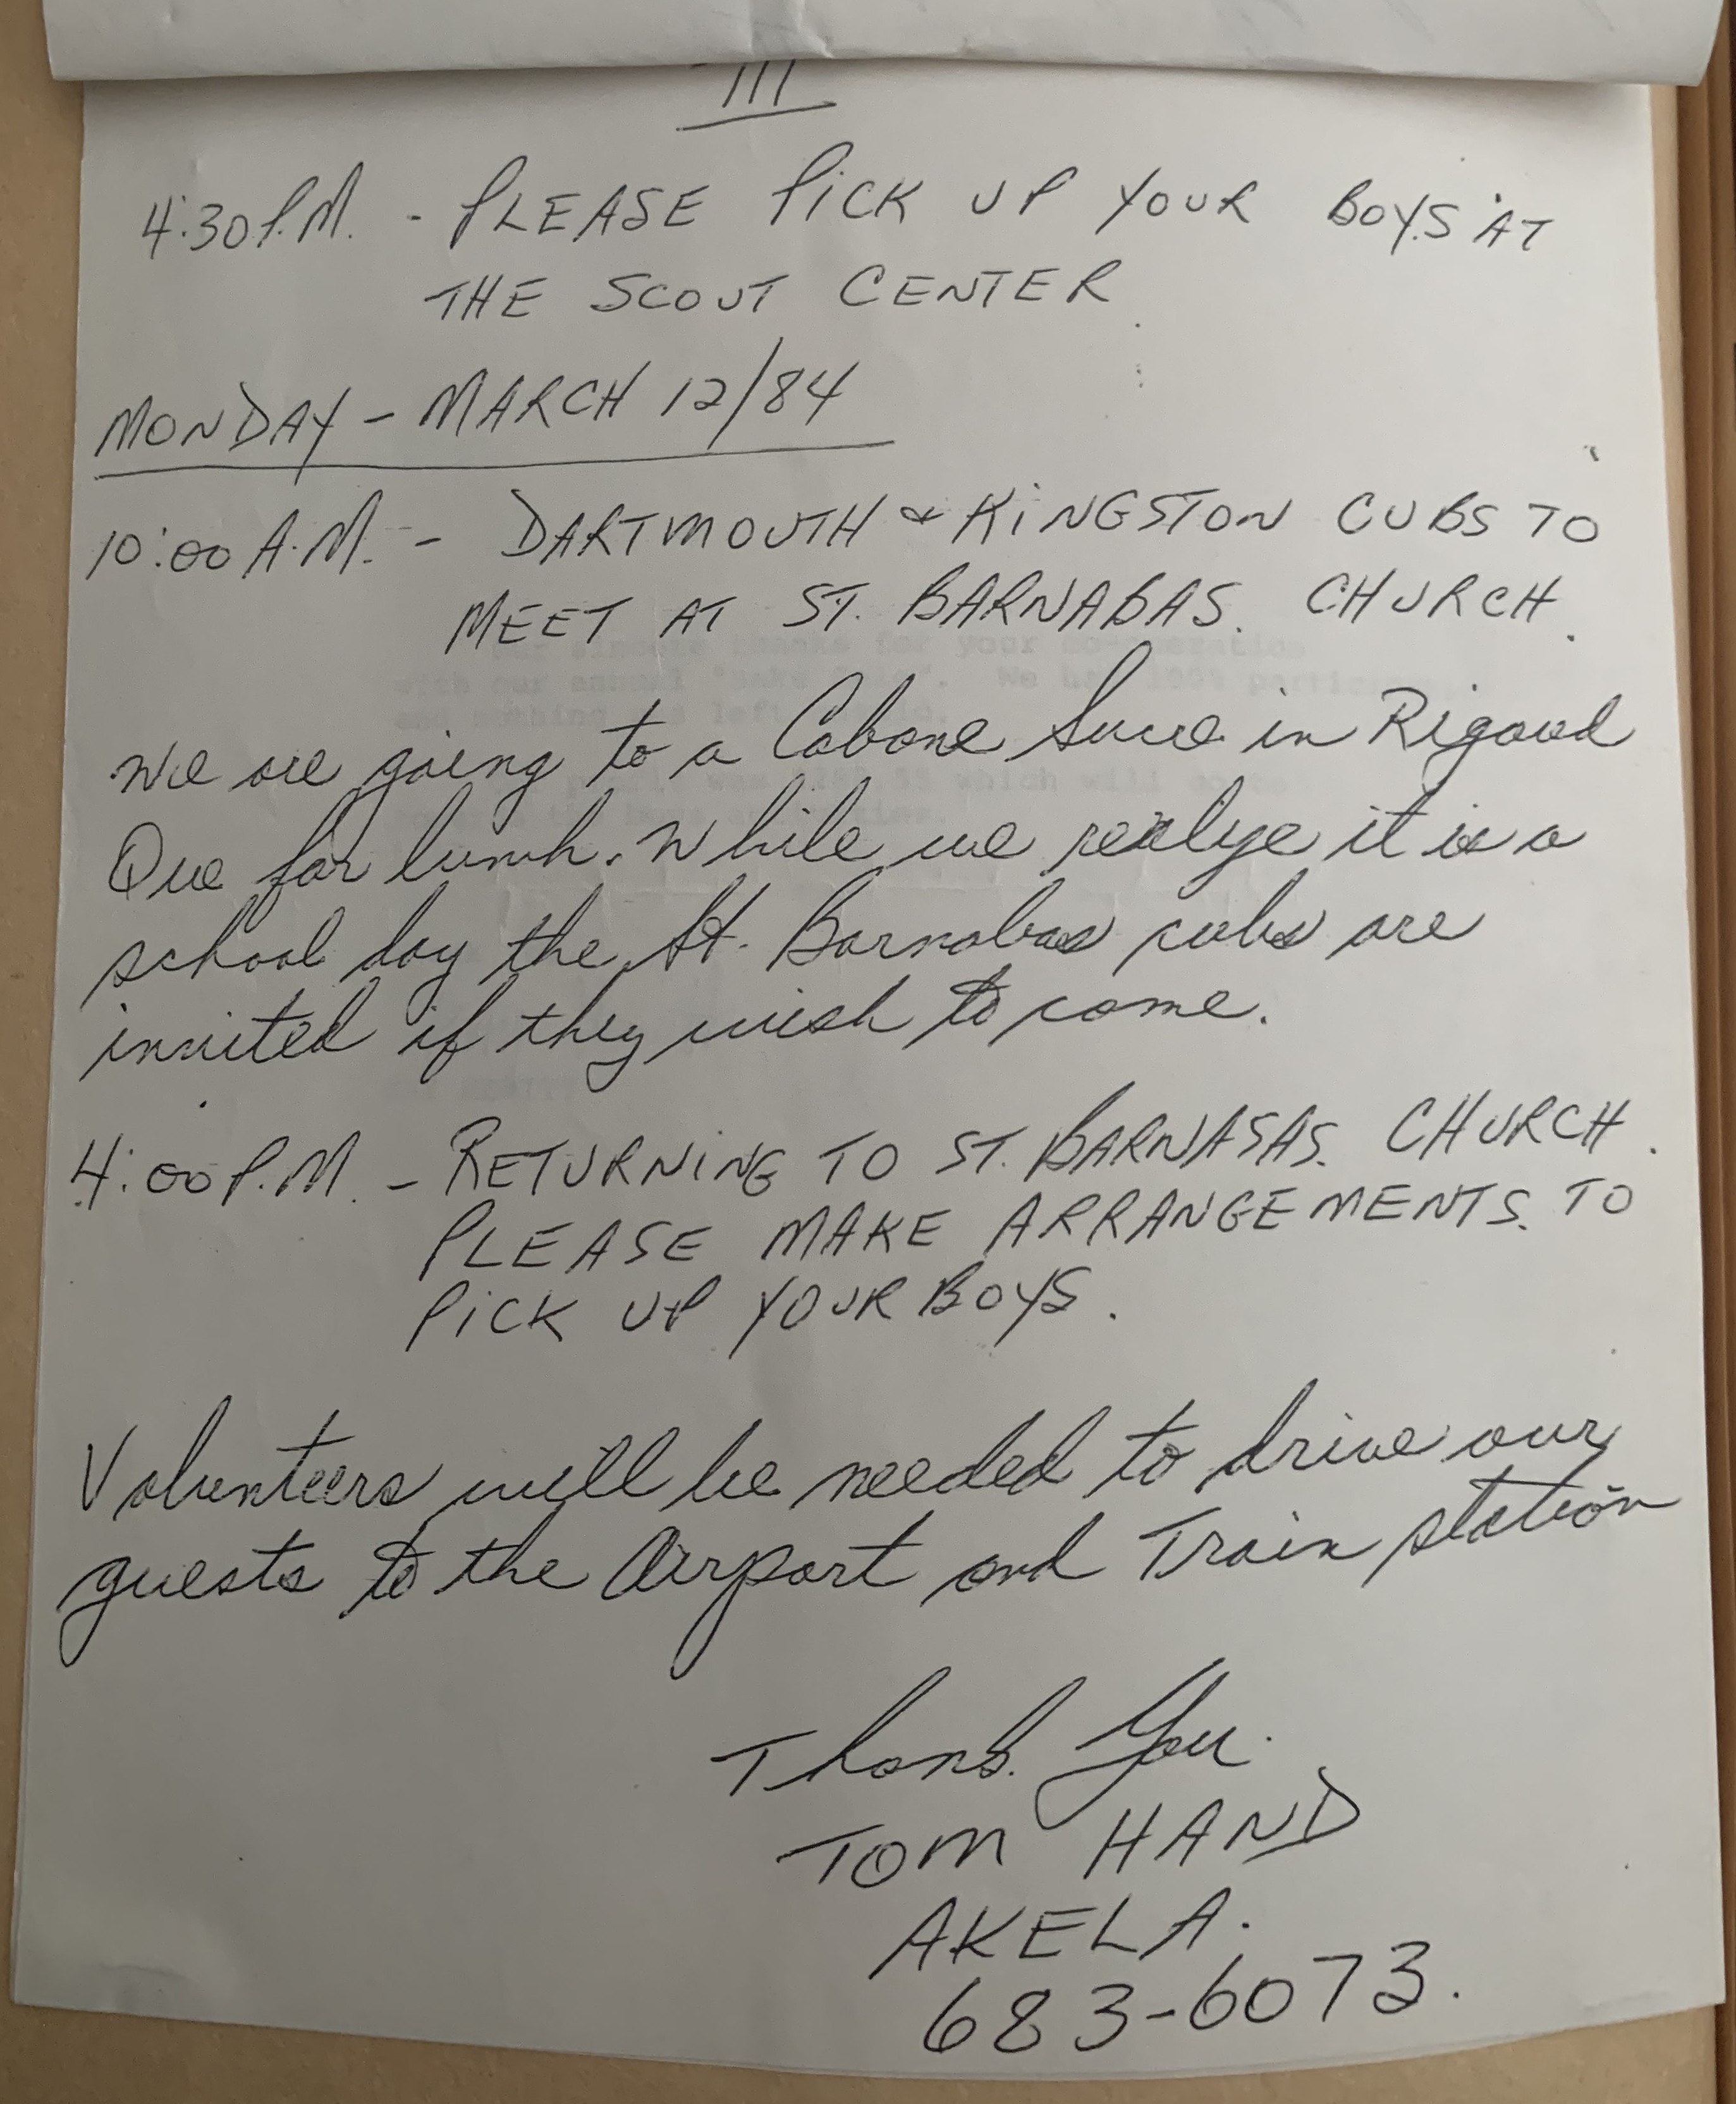 III
4:30 P.M. - PLEASE PICK UP YOUR BOYS AT
THE SCOUT CENTER
MONDAY - MARCH 12/84
10:00 A.M. - DARTMOUTH & KINGSTON CUBS TO
MEET AT ST. BARNABAS. CHURCH.
We are going to a Cabane Sucre in Rigaud
Que for lunch. While we realize it is a
school day the St. Barnabas cubs are
invited if they wish to come.
4:00 P.M. - RETURNING TO ST. BARNABAS. CHURCH.
PLEASE MAKE ARRANGEMENTS. TO
PICK UP YOUR BOYS.
Volunteers will be needed to drive our
guests to the Airport and Train station
Thank You.
TOM HAND
AKELA.
683-6073.